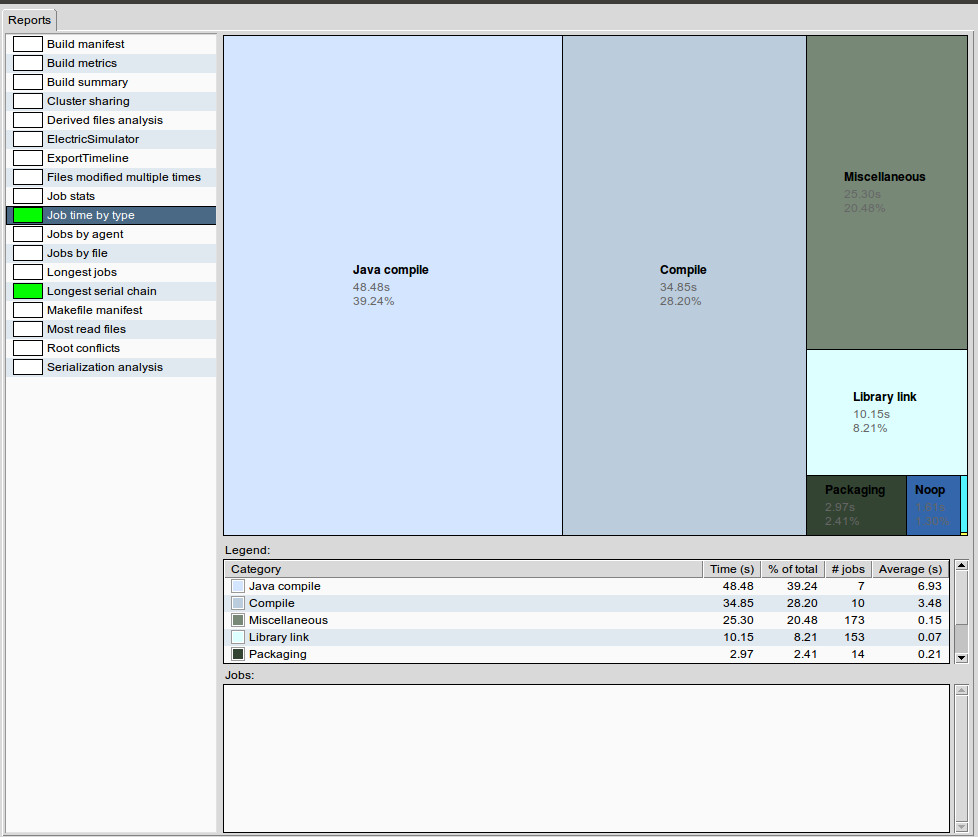 Reports
Build manifest
Build metrics
Build summary
Cluster sharing
Derived files analysis
ElectricSimulator
ExportTimeline
Files modified multiple times
Job stats
Job time by type
Jobs by agent
Jobs by file
Longest jobs
Longest serial chain
Makefile manifest
Most read files
Root conflicts
Serialization analysis
Java compile
48.48s
39.24%
Compile
34.85s
28.20%
Miscellaneous
25.30s
20.48%
Library link
10.15s
8.21%
Packaging
2.97s
2.41%
Noop
1.30%
Legend:
Category Time (s) % of total # jobs Average (s)
Java compile 48.48 39.24 7 6.93
Compile 34.85 28.20 10 3.48
Miscellaneous 25.30 20.48 173 0.15
Library link 10.15 8.21 153 0.07
Packaging 2.97 2.41 14 0.21
Jobs: